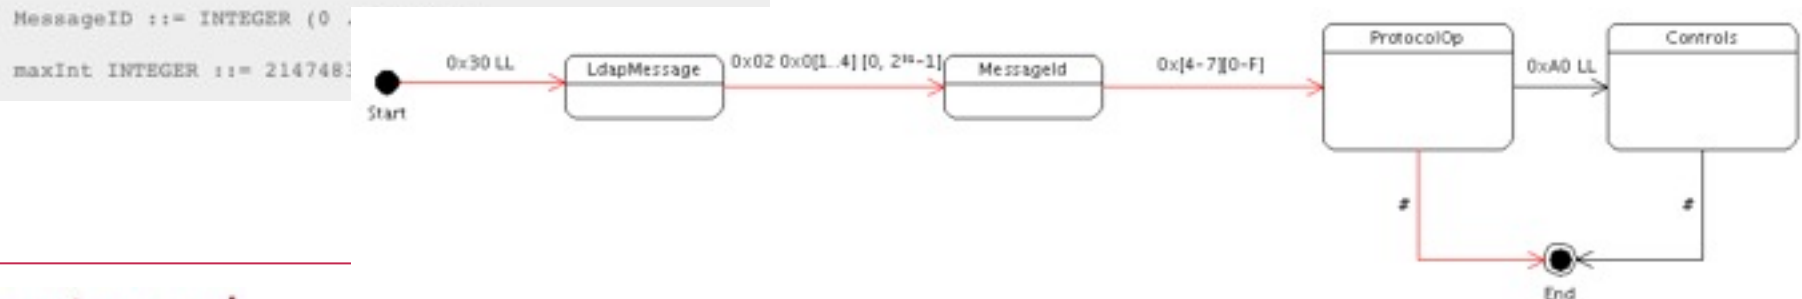 MessageID ::= INTEGER (0 .
maxInt INTEGER ::= 2147483
Start
0x30 LL
LdapMessage
0x02 0x0[1..4] [0, 2³¹-1]
MessageId
0x[4-7][0-F]
ProtocolOp
0xA0 LL
Controls
#
#
End